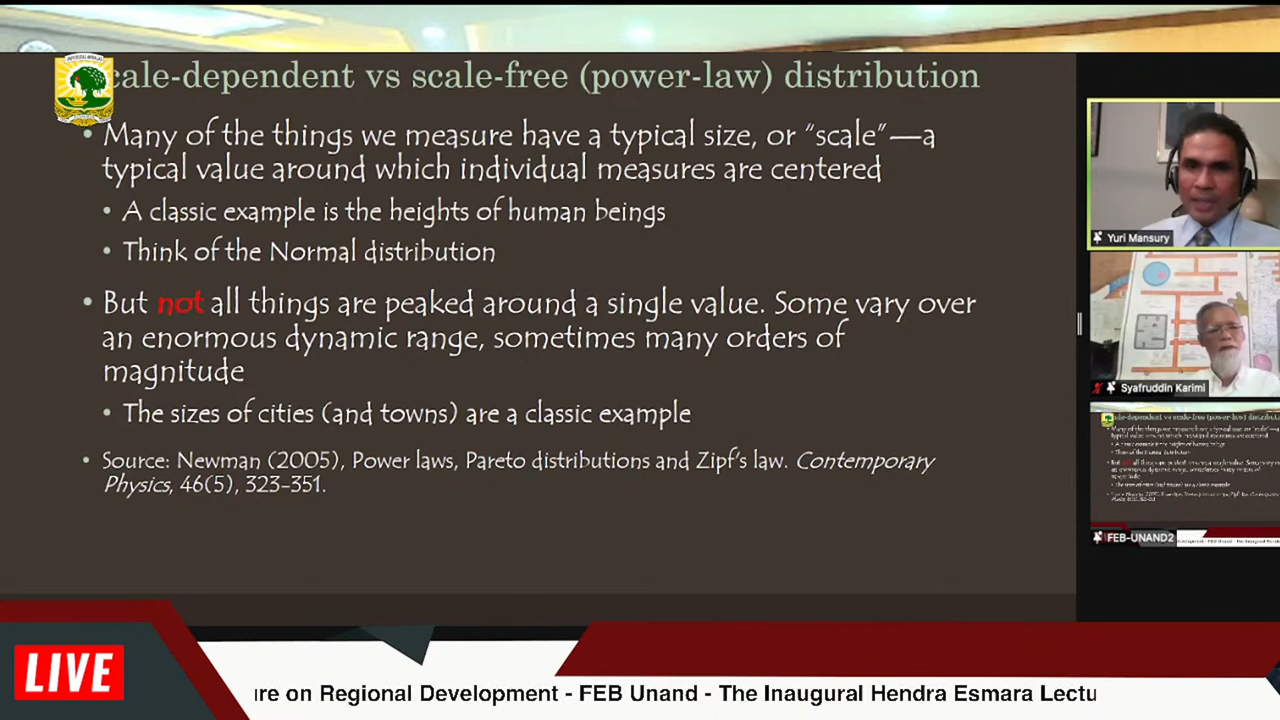 cale-dependent vs scale-free (power-law) distribution
• Many of the things we measure have a typical size, or “scale”—a
typical value around which individual measures are centered
• A classic example is the heights of human beings
• Think of the Normal distribution
• But not all things are peaked around a single value. Some vary over
an enormous dynamic range, sometimes many orders of
magnitude
• The sizes of cities (and towns) are a classic example
• Source: Newman (2005), Power laws, Pareto distributions and Zipf's law. Contemporary
Physics, 46(5), 323–351.
Yuri Mansury
Syafruddin Karimi
FEB-UNAND2
LIVE
re on Regional Development - FEB Unand - The Inaugural Hendra Esmara Lectu